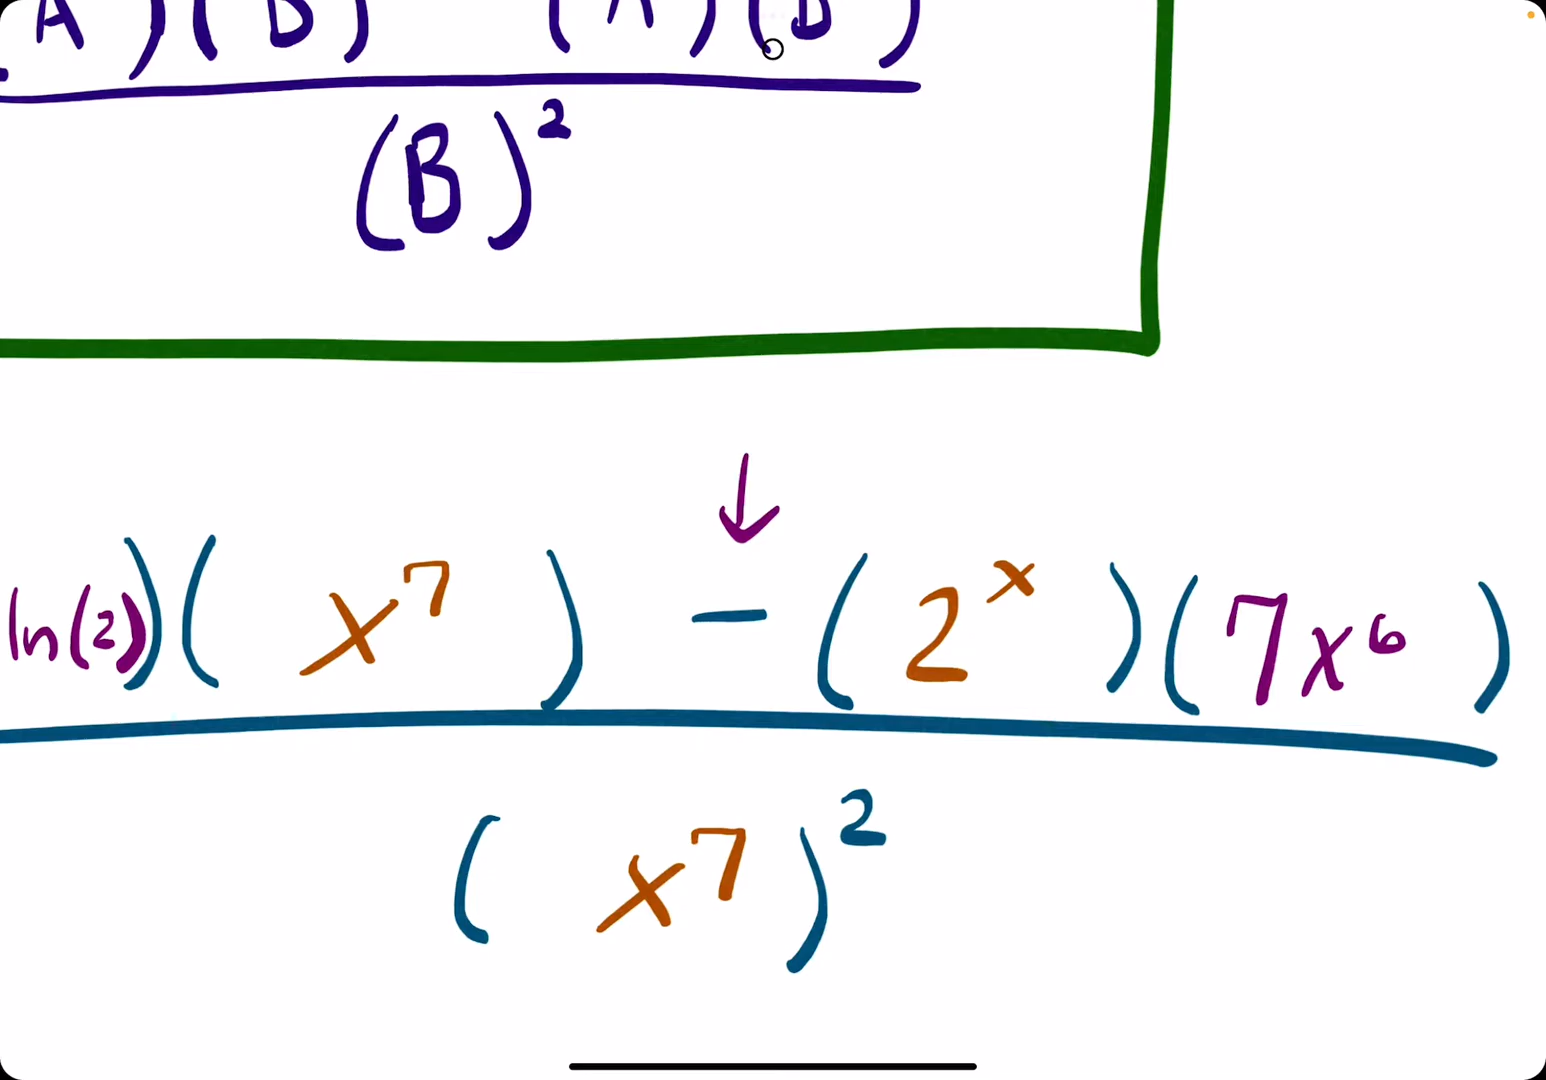 A )( B ) ( A )( B )
(B)²
ln(2))( x⁷ ) - ( 2ˣ )( 7x⁶ )
( x⁷ )²